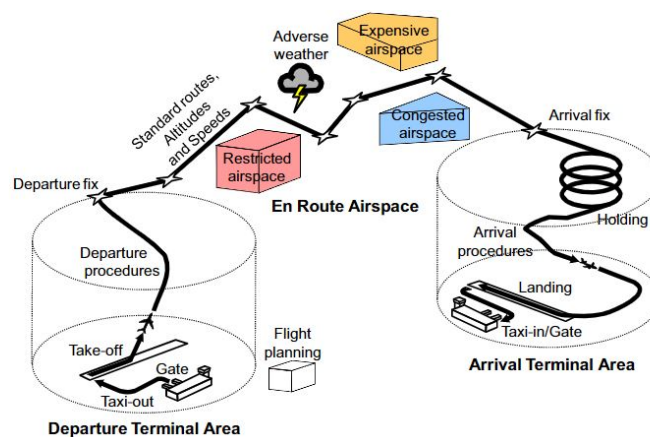 Adverse
weather
Expensive
airspace
Standard routes,
Altitudes
and Speeds
Congested
airspace
Arrival fix
Restricted
airspace
Departure fix
En Route Airspace
Holding
Arrival
procedures
Departure
procedures
Landing
Taxi-in/Gate
Take-off
Gate
Flight
planning
Taxi-out
Arrival Terminal Area
Departure Terminal Area